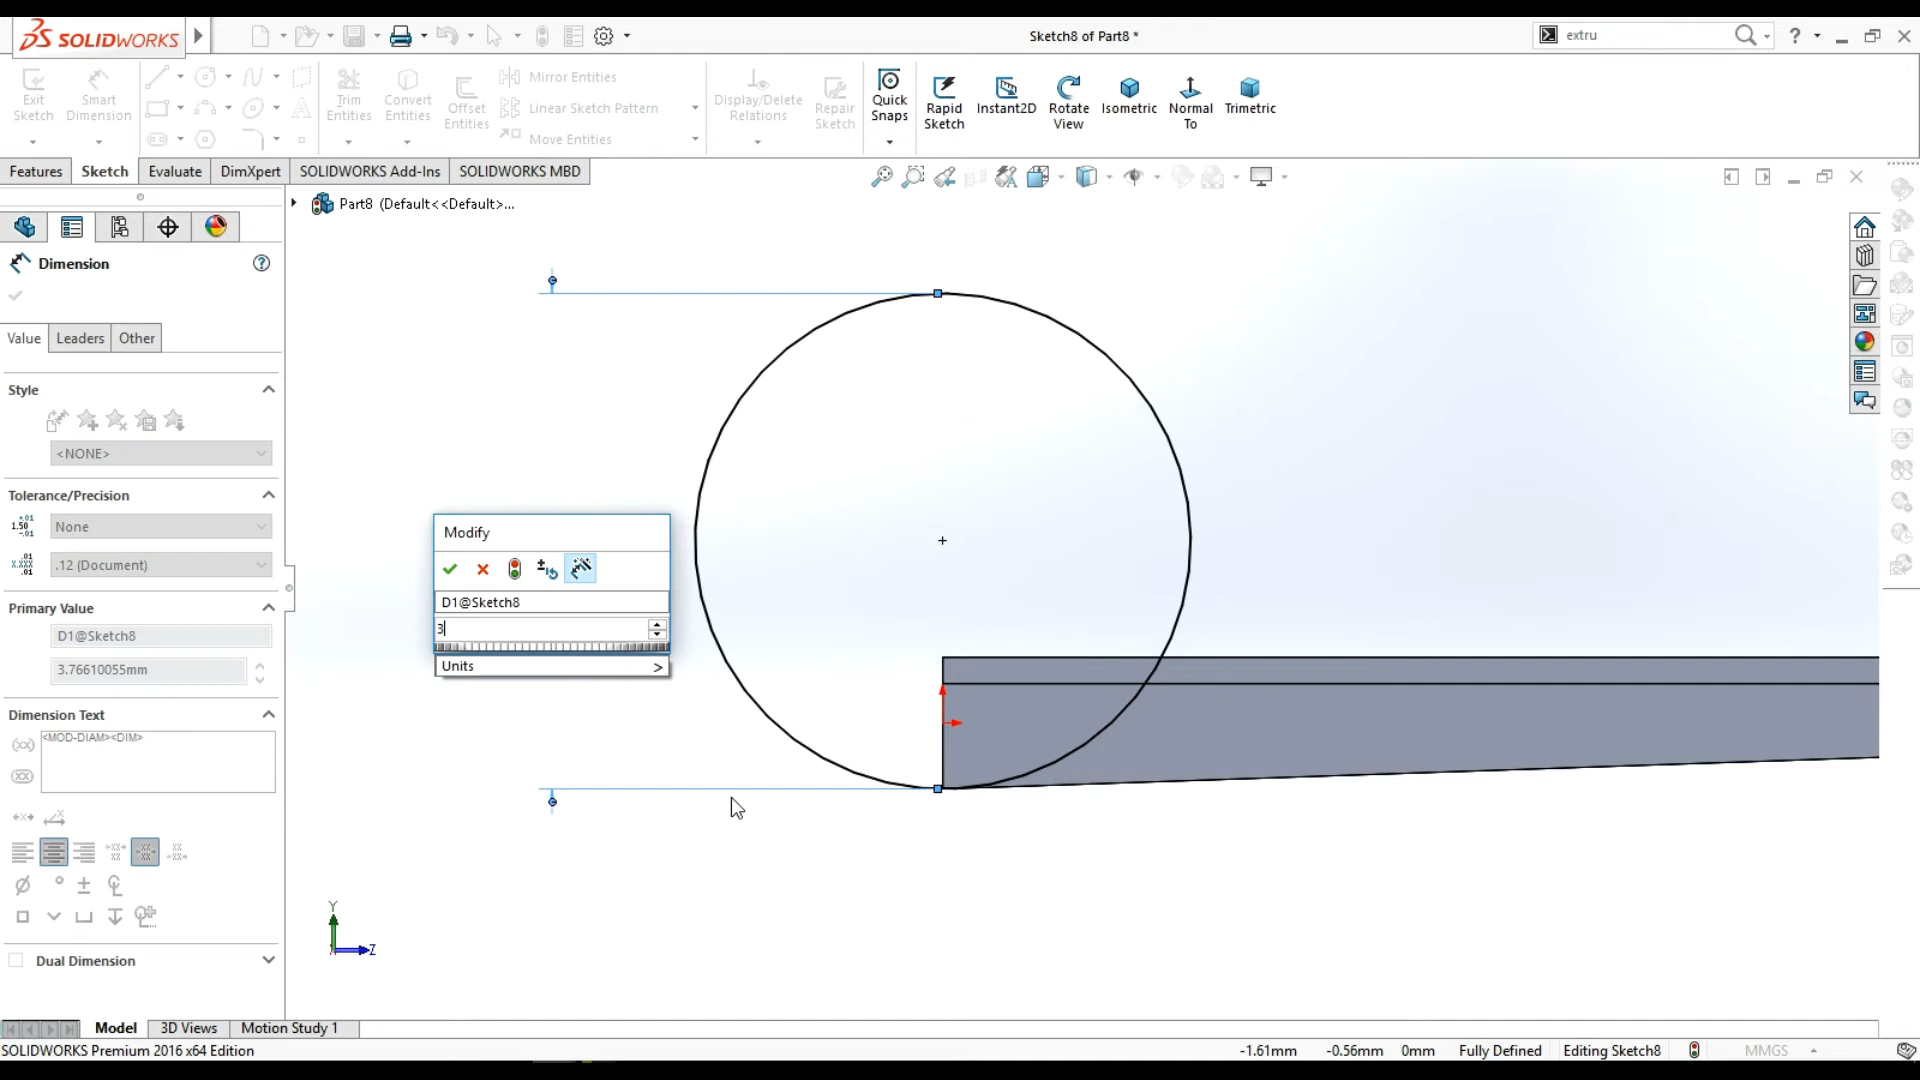 SOLIDWORKS
Sketch8 of Part8 *
extru
?
Exit Sketch
Smart Dimension
Trim Entities
Convert Entities
Offset Entities
Mirror Entities
Linear Sketch Pattern
Move Entities
Display/Delete Relations
Repair Sketch
Quick Snaps
Rapid Sketch
Instant2D
Rotate View
Isometric
Normal To
Trimetric
Features
Sketch
Evaluate
DimXpert
SOLIDWORKS Add-Ins
SOLIDWORKS MBD
Part8 (Default<<Default>...
Dimension
?
Value
Leaders
Other
Style
<NONE>
Tolerance/Precision
None
.12 (Document)
Primary Value
D1@Sketch8
3.76610055mm
Dimension Text
<MOD-DIAM><DIM>
Dual Dimension
Modify
D1@Sketch8
3
Units >
Y
Z
Model
3D Views
Motion Study 1
SOLIDWORKS Premium 2016 x64 Edition
-1.61mm
-0.56mm
0mm
Fully Defined
Editing Sketch8
MMGS